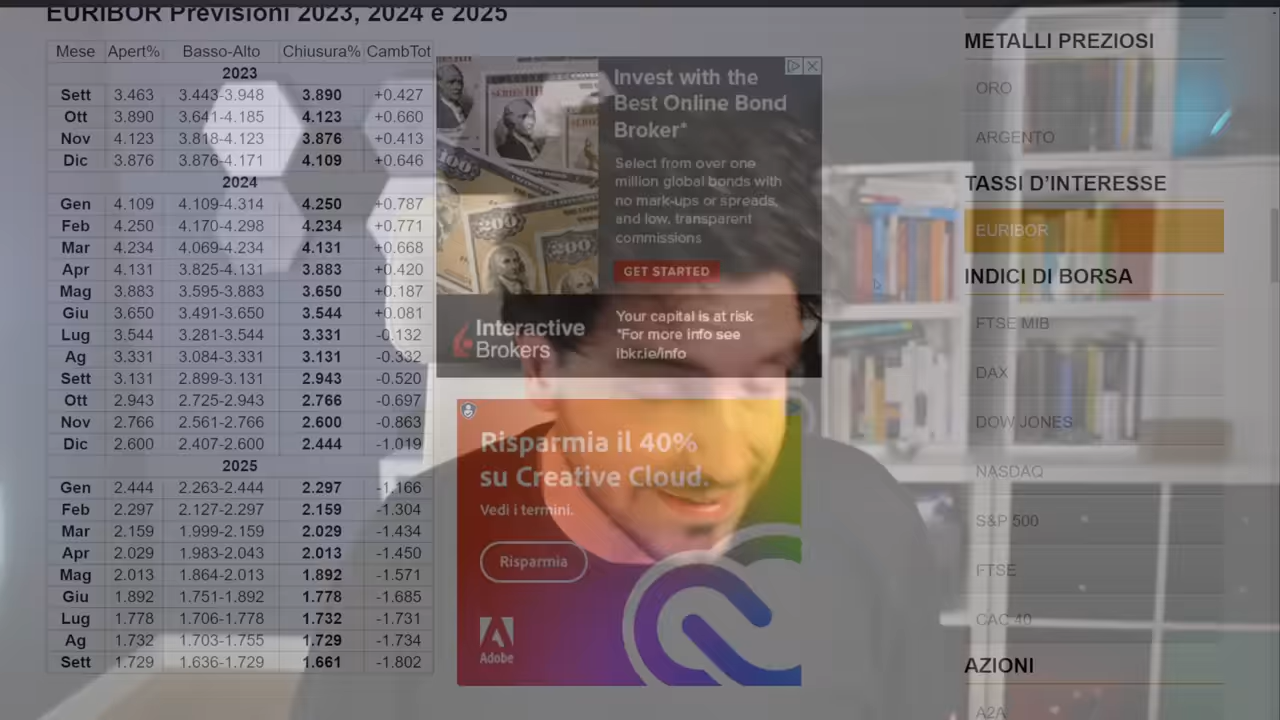 EURIBOR Previsioni 2023, 2024 e 2025
Mese Apert% Basso-Alto Chiusura% CambTot
2023
Sett 3.463 3.443-3.948 3.890 +0.427
Ott 3.890 3.641-4.185 4.123 +0.660
Nov 4.123 3.818-4.123 3.876 +0.413
Dic 3.876 3.876-4.171 4.109 +0.646
2024
Gen 4.109 4.109-4.314 4.250 +0.787
Feb 4.250 4.170-4.298 4.234 +0.771
Mar 4.234 4.069-4.234 4.131 +0.668
Apr 4.131 3.825-4.131 3.883 +0.420
Mag 3.883 3.595-3.883 3.650 +0.187
Giu 3.650 3.491-3.650 3.544 +0.081
Lug 3.544 3.281-3.544 3.331 -0.132
Ag 3.331 3.084-3.331 3.131 -0.332
Sett 3.131 2.899-3.131 2.943 -0.520
Ott 2.943 2.725-2.943 2.766 -0.697
Nov 2.766 2.561-2.766 2.600 -0.863
Dic 2.600 2.407-2.600 2.444 -1.019
2025
Gen 2.444 2.263-2.444 2.297 -1.166
Feb 2.297 2.127-2.297 2.159 -1.304
Mar 2.159 1.999-2.159 2.029 -1.434
Apr 2.029 1.983-2.043 2.013 -1.450
Mag 2.013 1.864-2.013 1.892 -1.571
Giu 1.892 1.751-1.892 1.778 -1.685
Lug 1.778 1.706-1.778 1.732 -1.731
Ag 1.732 1.703-1.755 1.729 -1.734
Sett 1.729 1.636-1.729 1.661 -1.802
Invest with the
Best Online Bond
Broker*
Select from over one
million global bonds with
no mark-ups or spreads,
and low, transparent
commissions
GET STARTED
Interactive
Brokers
Your capital is at risk
*For more info see
ibkr.ie/info
Risparmia il 40%
su Creative Cloud.
Vedi i termini.
Risparmia
Adobe
METALLI PREZIOSI
ORO
ARGENTO
TASSI D'INTERESSE
EURIBOR
INDICI DI BORSA
FTSE MIB
DAX
DOW JONES
NASDAQ
S&P 500
FTSE
CAC 40
AZIONI
A2A